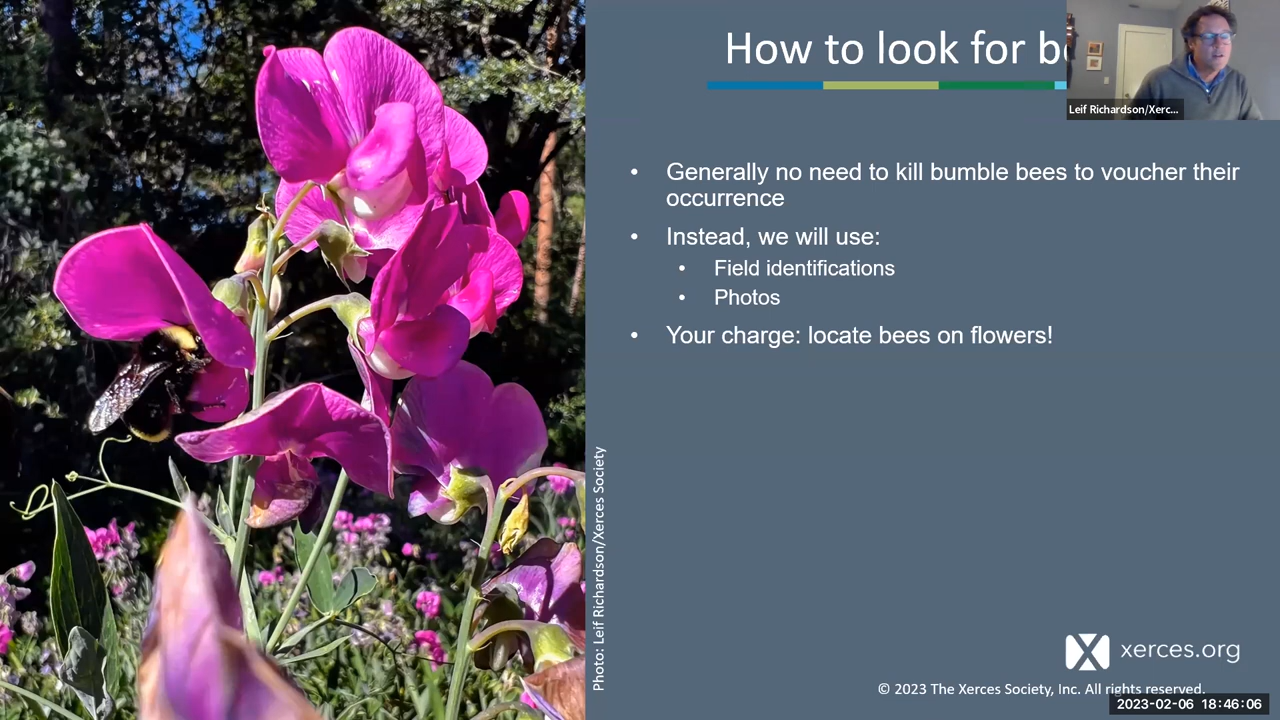 How to look for b
Leif Richardson/Xerc...
Generally no need to kill bumble bees to voucher their
occurrence
Instead, we will use:
Field identifications
Photos
Your charge: locate bees on flowers!
Photo: Leif Richardson/Xerces Society
xerces.org
© 2023 The Xerces Society, Inc. All rights reserved.
2023-02-06 18:46:06